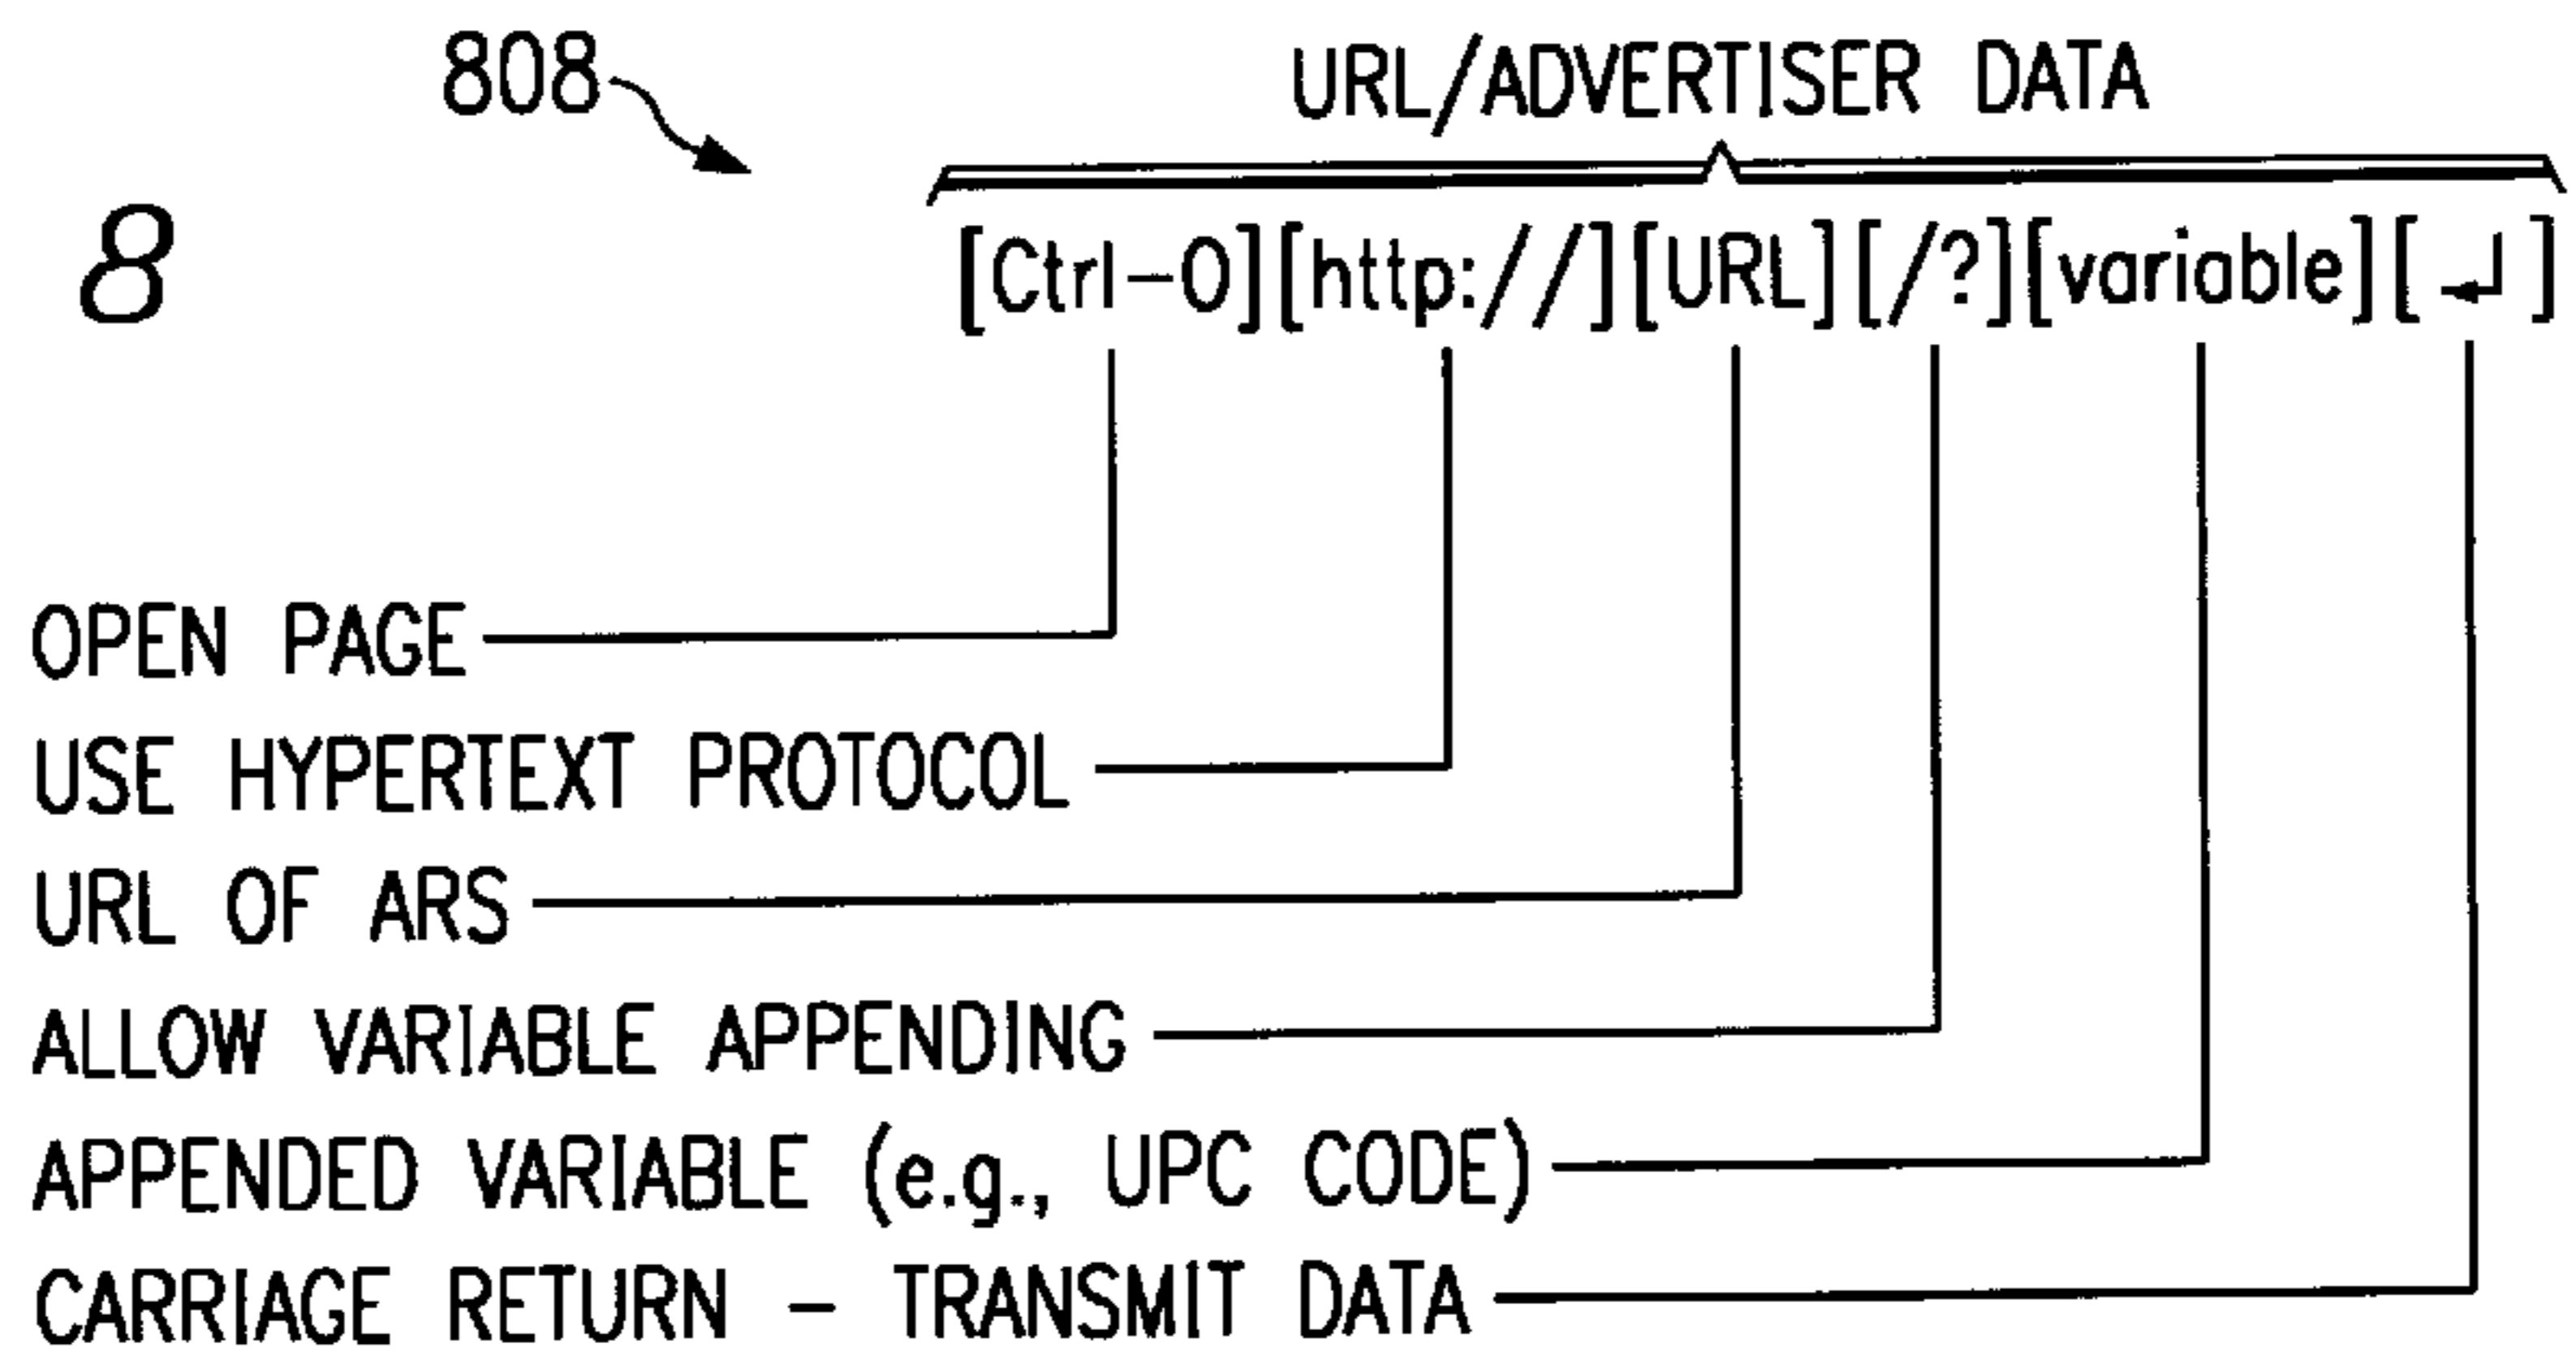 808
URL/ADVERTISER DATA
8
[Ctrl-O][http://][URL][/?][variable][↵]
OPEN PAGE
USE HYPERTEXT PROTOCOL
URL OF ARS
ALLOW VARIABLE APPENDING
APPENDED VARIABLE (e.g., UPC CODE)
CARRIAGE RETURN - TRANSMIT DATA